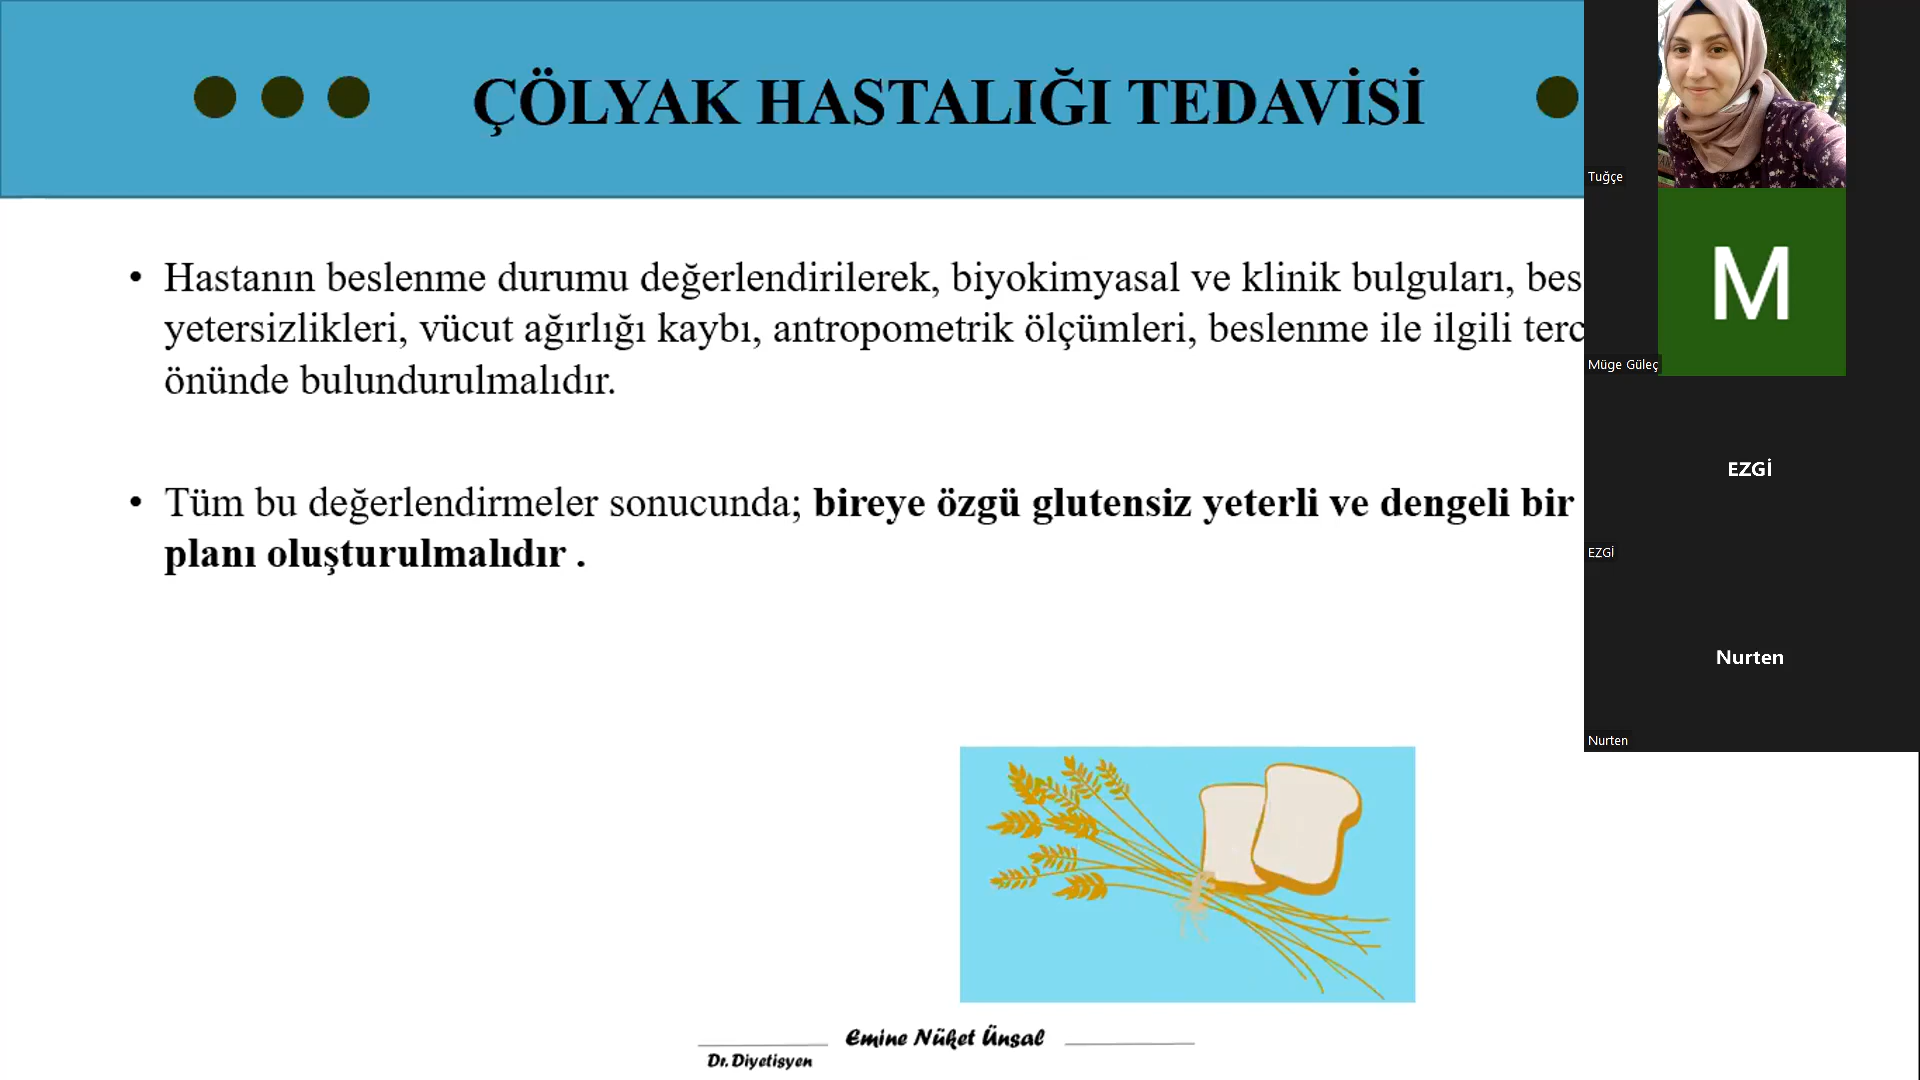 ÇÖLYAK HASTALIĞI TEDAVİSİ
• Hastanın beslenme durumu değerlendirilerek, biyokimyasal ve klinik bulguları, bes
yetersizlikleri, vücut ağırlığı kaybı, antropometrik ölçümleri, beslenme ile ilgili terc
önünde bulundurulmalıdır.
• Tüm bu değerlendirmeler sonucunda; bireye özgü glutensiz yeterli ve dengeli bir
planı oluşturulmalıdır .
Emine Nüket Ünsal
Dr. Diyetisyen
Tuğçe
M
Müge Güleç
EZGİ
EZGİ
Nurten
Nurten